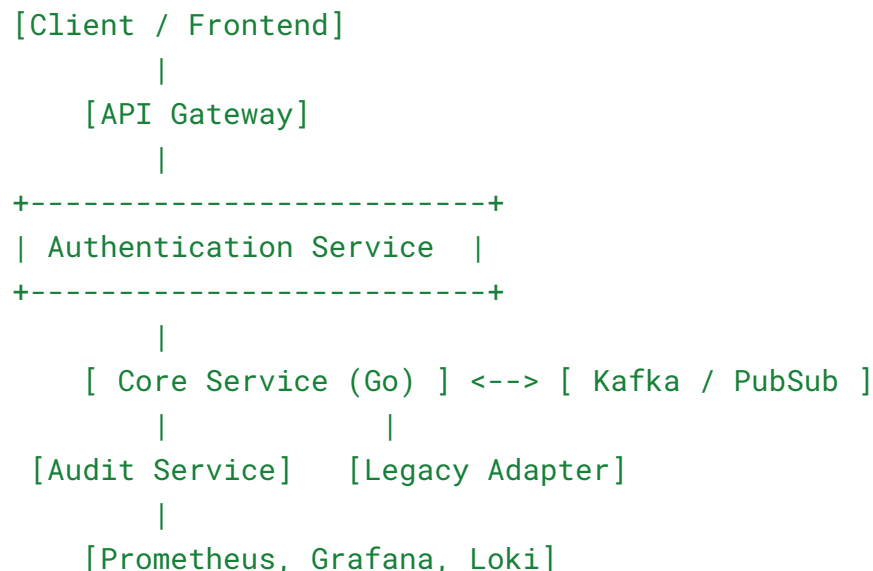 [Client / Frontend]
|
[API Gateway]
|
+--------------------------+
| Authentication Service  |
+--------------------------+
|
[ Core Service (Go) ] <--> [ Kafka / PubSub ]
|             |
[Audit Service]   [Legacy Adapter]
|
[Prometheus, Grafana, Loki]